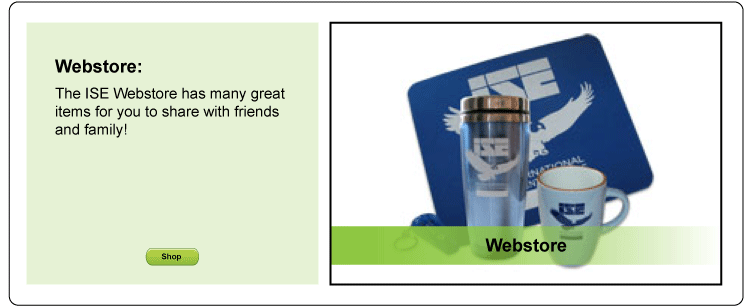 Webstore:
The ISE Webstore has many great
items for you to share with friends
and family!
Shop
ISE
ISE
ISE
Webstore